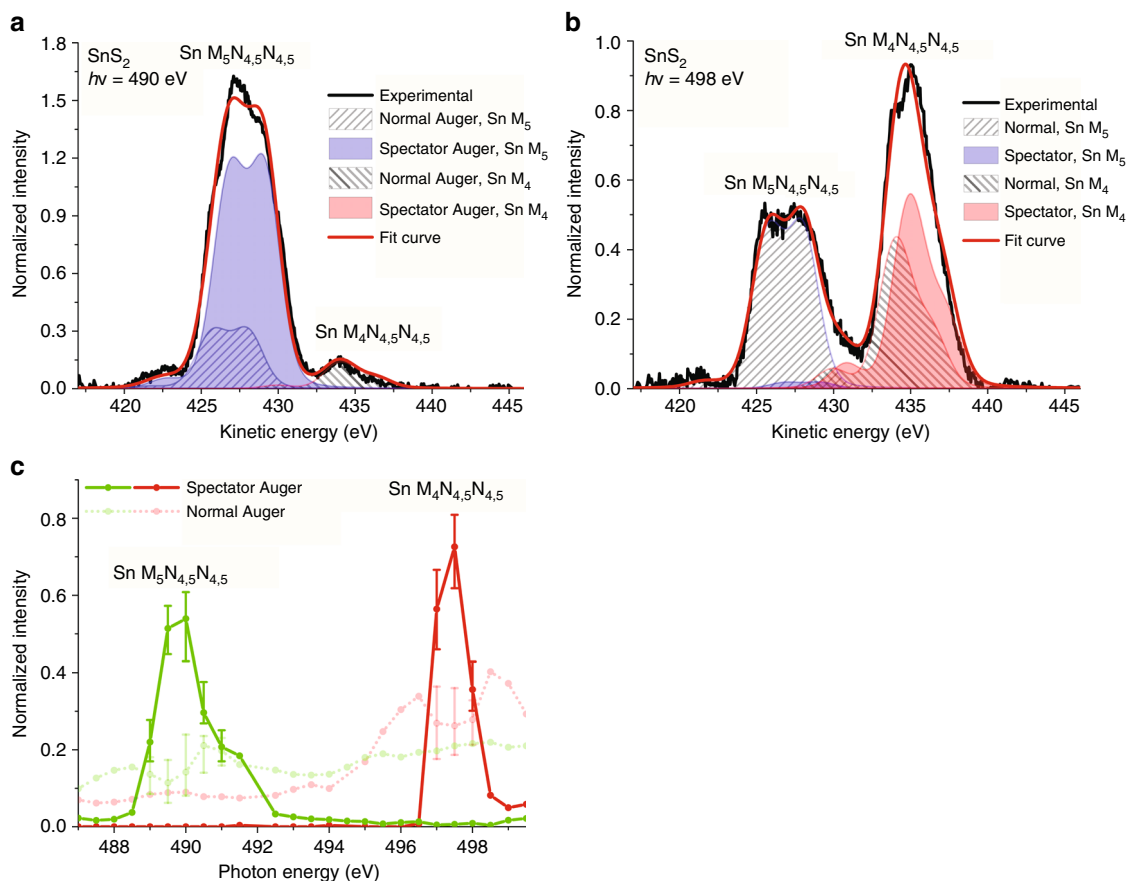 a
SnS2
hν = 490 eV
Sn M5N4,5N4,5
Experimental
Normal Auger, Sn M5
Spectator Auger, Sn M5
Normal Auger, Sn M4
Spectator Auger, Sn M4
Fit curve
Sn M4N4,5N4,5
Normalized intensity
1.8
1.5
1.2
0.9
0.6
0.3
0.0
420 425 430 435 440 445
Kinetic energy (eV)
b
SnS2
hν = 498 eV
Sn M4N4,5N4,5
Experimental
Normal, Sn M5
Spectator, Sn M5
Normal, Sn M4
Spectator, Sn M4
Fit curve
Sn M5N4,5N4,5
Normalized intensity
1.0
0.8
0.6
0.4
0.2
0.0
420 425 430 435 440 445
Kinetic energy (eV)
c
Spectator Auger
Normal Auger
Sn M4N4,5N4,5
Sn M5N4,5N4,5
Normalized intensity
0.8
0.6
0.4
0.2
0.0
488 490 492 494 496 498
Photon energy (eV)